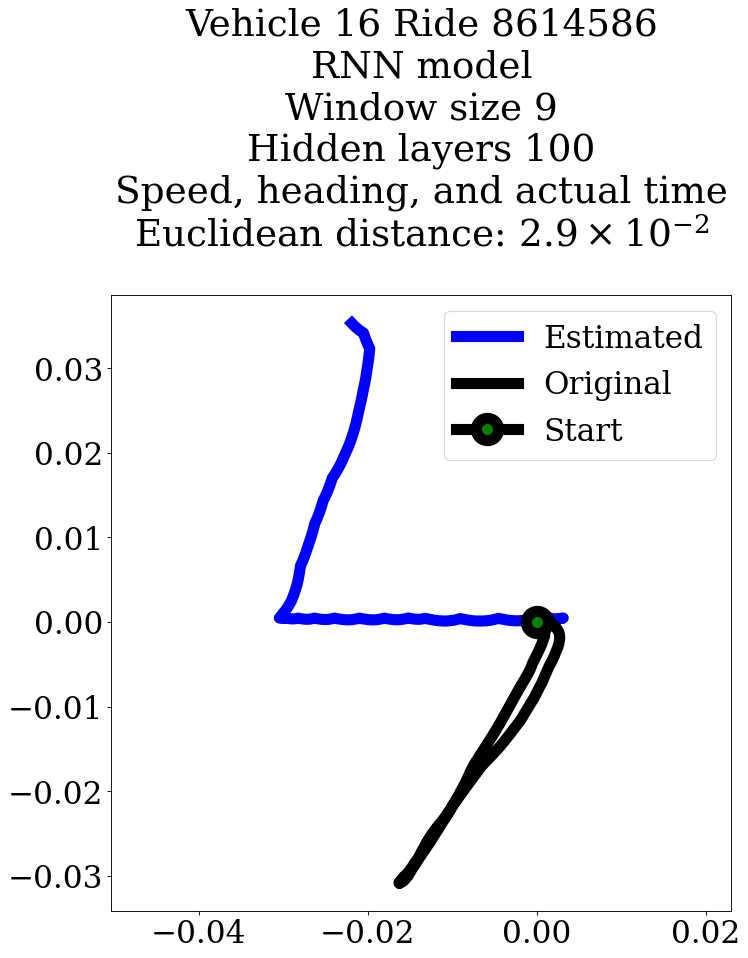 Vehicle 16 Ride 8614586
RNN model
Window size 9
Hidden layers 100
Speed, heading, and actual time
Euclidean distance: 2.9 × 10⁻²
Estimated
Original
Start
0.03
0.02
0.01
0.00
−0.01
−0.02
−0.03
−0.04
−0.02
0.00
0.02